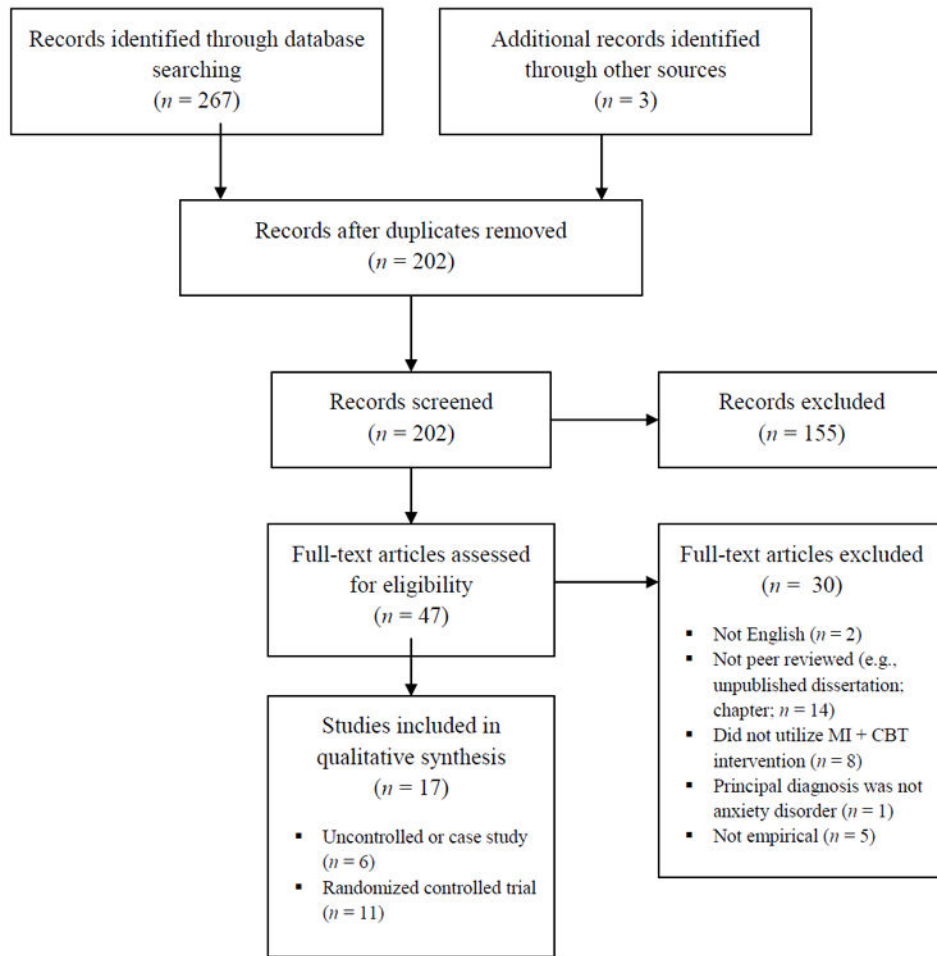 Records identified through database
searching
(n = 267)
Additional records identified
through other sources
(n = 3)
Records after duplicates removed
(n = 202)
Records screened
(n = 202)
Records excluded
(n = 155)
Full-text articles assessed
for eligibility
(n = 47)
Full-text articles excluded
(n = 30)
▪ Not English (n = 2)
▪ Not peer reviewed (e.g.,
unpublished dissertation;
chapter; n = 14)
▪ Did not utilize MI + CBT
intervention (n = 8)
▪ Principal diagnosis was not
anxiety disorder (n = 1)
▪ Not empirical (n = 5)
Studies included in
qualitative synthesis
(n = 17)
▪ Uncontrolled or case study
(n = 6)
▪ Randomized controlled trial
(n = 11)